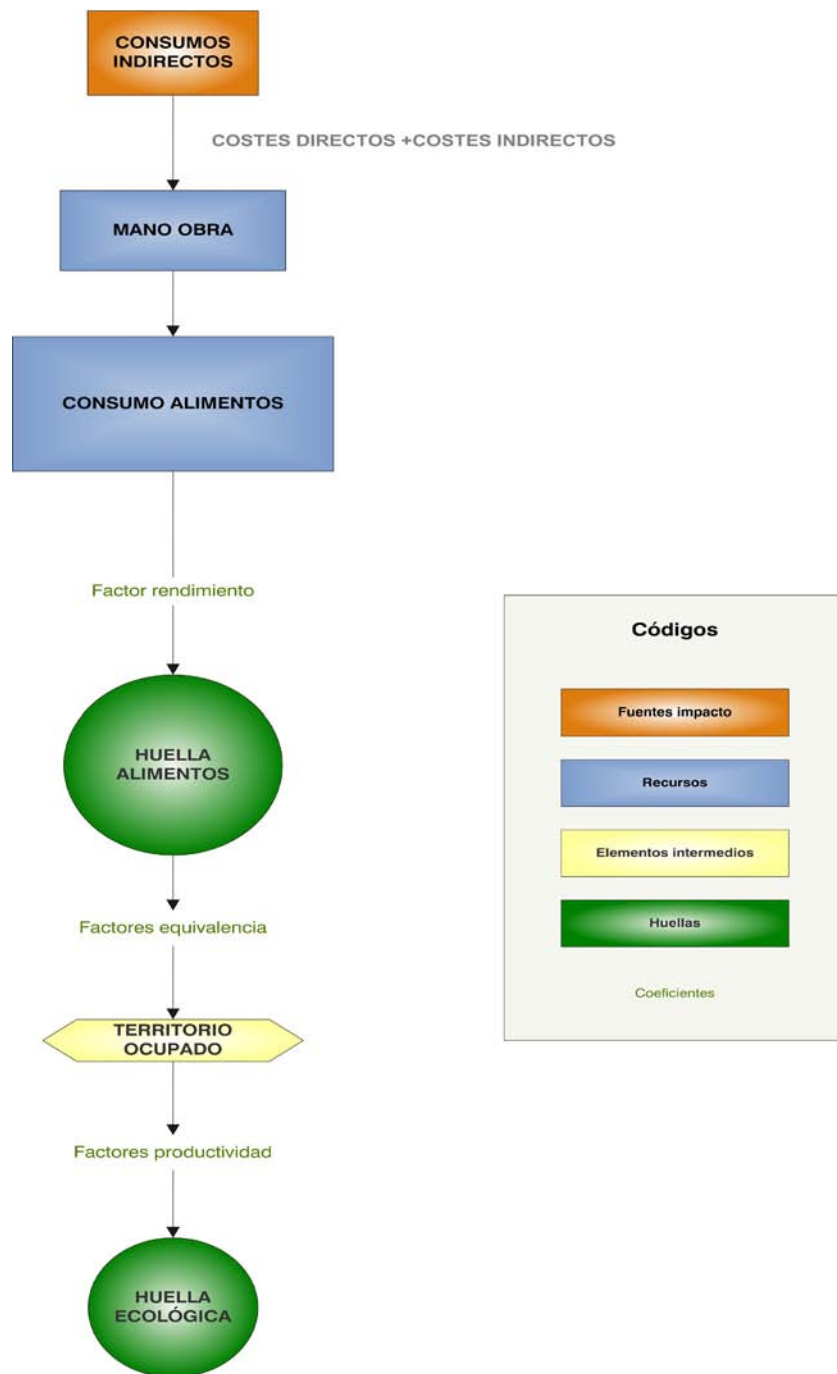 CONSUMOS
INDIRECTOS
COSTES DIRECTOS +COSTES INDIRECTOS
MANO OBRA
CONSUMO ALIMENTOS
Factor rendimiento
HUELLA
ALIMENTOS
Factores equivalencia
TERRITORIO
OCUPADO
Factores productividad
HUELLA
ECOLÓGICA
Códigos
Fuentes impacto
Recursos
Elementos intermedios
Huellas
Coeficientes